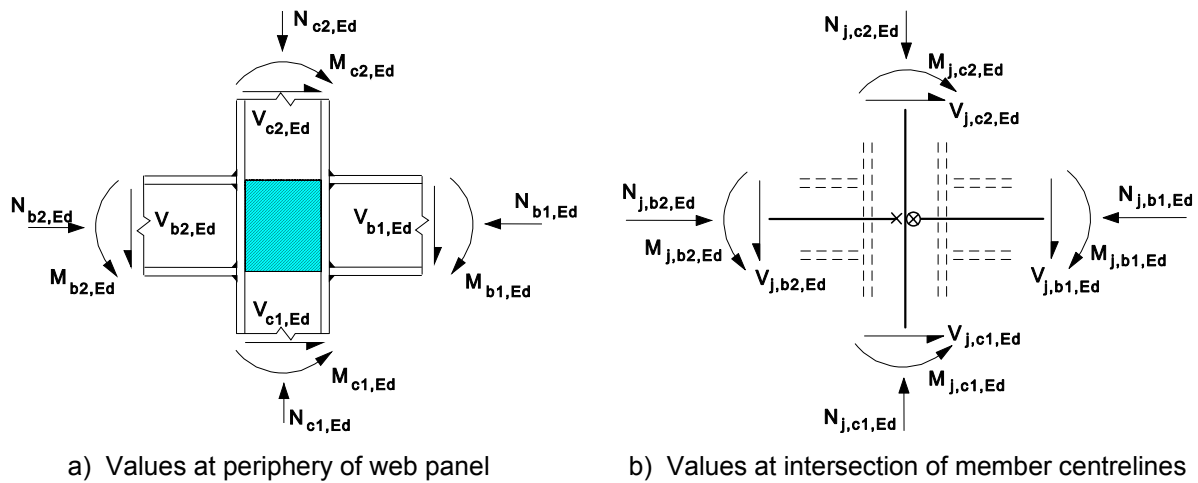 N c2,Ed
M c2,Ed
V c2,Ed
N b2,Ed
V b2,Ed
M b2,Ed
V b1,Ed
N b1,Ed
M b1,Ed
V c1,Ed
M c1,Ed
N c1,Ed
a) Values at periphery of web panel
N j,c2,Ed
M j,c2,Ed
V j,c2,Ed
N j,b2,Ed
M j,b2,Ed
V j,b2,Ed
N j,b1,Ed
M j,b1,Ed
V j,b1,Ed
V j,c1,Ed
M j,c1,Ed
N j,c1,Ed
b) Values at intersection of member centrelines